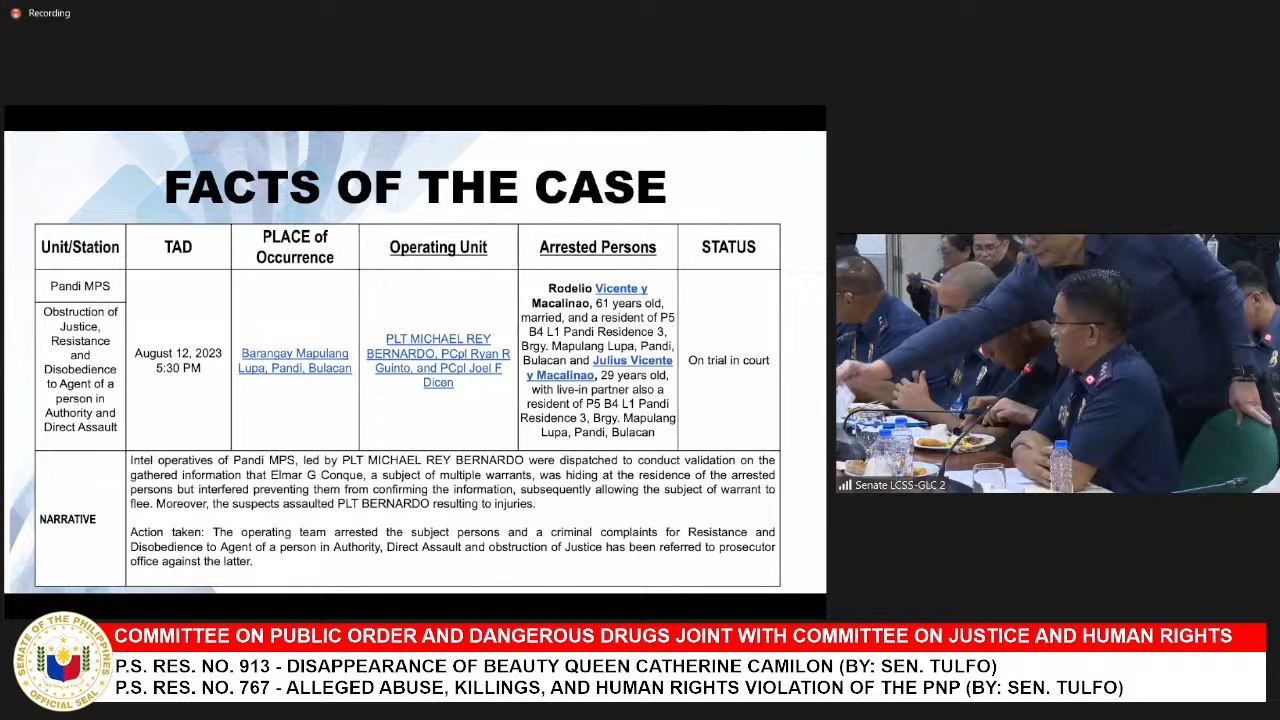 Recording
FACTS OF THE CASE
Unit/Station
TAD
PLACE of
Occurrence
Operating Unit
Arrested Persons
STATUS
Pandi MPS
Obstruction of
Justice,
Resistance
and
Disobedience
to Agent of a
person in
Authority and
Direct Assault
August 12, 2023
5:30 PM
Barangay Mapulang
Lupa, Pandi, Bulacan
PLT MICHAEL REY
BERNARDO, PCpl Ryan R
Guinto, and PCpl Joel F
Dicen
Rodelio Vicente y
Macalinao, 61 years old,
married, and a resident of P5
B4 L1 Pandi Residence 3,
Brgy. Mapulang Lupa, Pandi,
Bulacan and Julius Vicente
y Macalinao, 29 years old,
with live-in partner also a
resident of P5 B4 L1 Pandi
Residence 3, Brgy. Mapulang
Lupa, Pandi, Bulacan
On trial in court
NARRATIVE
Intel operatives of Pandi MPS, led by PLT MICHAEL REY BERNARDO were dispatched to conduct validation on the
gathered information that Elmar G Conque, a subject of multiple warrants, was hiding at the residence of the arrested
persons but interfered preventing them from confirming the information, subsequently allowing the subject of warrant to
flee. Moreover, the suspects assaulted PLT BERNARDO resulting to injuries.
Action taken: The operating team arrested the subject persons and a criminal complaints for Resistance and
Disobedience to Agent of a person in Authority, Direct Assault and obstruction of Justice has been referred to prosecutor
office against the latter.
Senate LCSS-GLC 2
SENATE OF THE PHILIPPINES
OFFICIAL SEAL
COMMITTEE ON PUBLIC ORDER AND DANGEROUS DRUGS JOINT WITH COMMITTEE ON JUSTICE AND HUMAN RIGHTS
P.S. RES. NO. 913 - DISAPPEARANCE OF BEAUTY QUEEN CATHERINE CAMILON (BY: SEN. TULFO)
P.S. RES. NO. 767 - ALLEGED ABUSE, KILLINGS, AND HUMAN RIGHTS VIOLATION OF THE PNP (BY: SEN. TULFO)